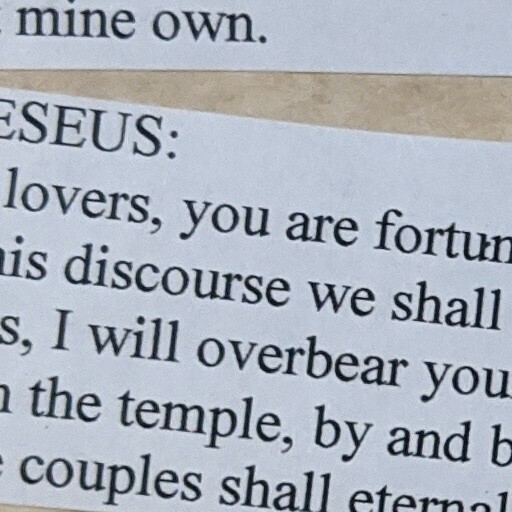 mine own.
ESEUS:
lovers, you are fortun
is discourse we shall
s, I will overbear you
the temple, by and b
couples shall eternal